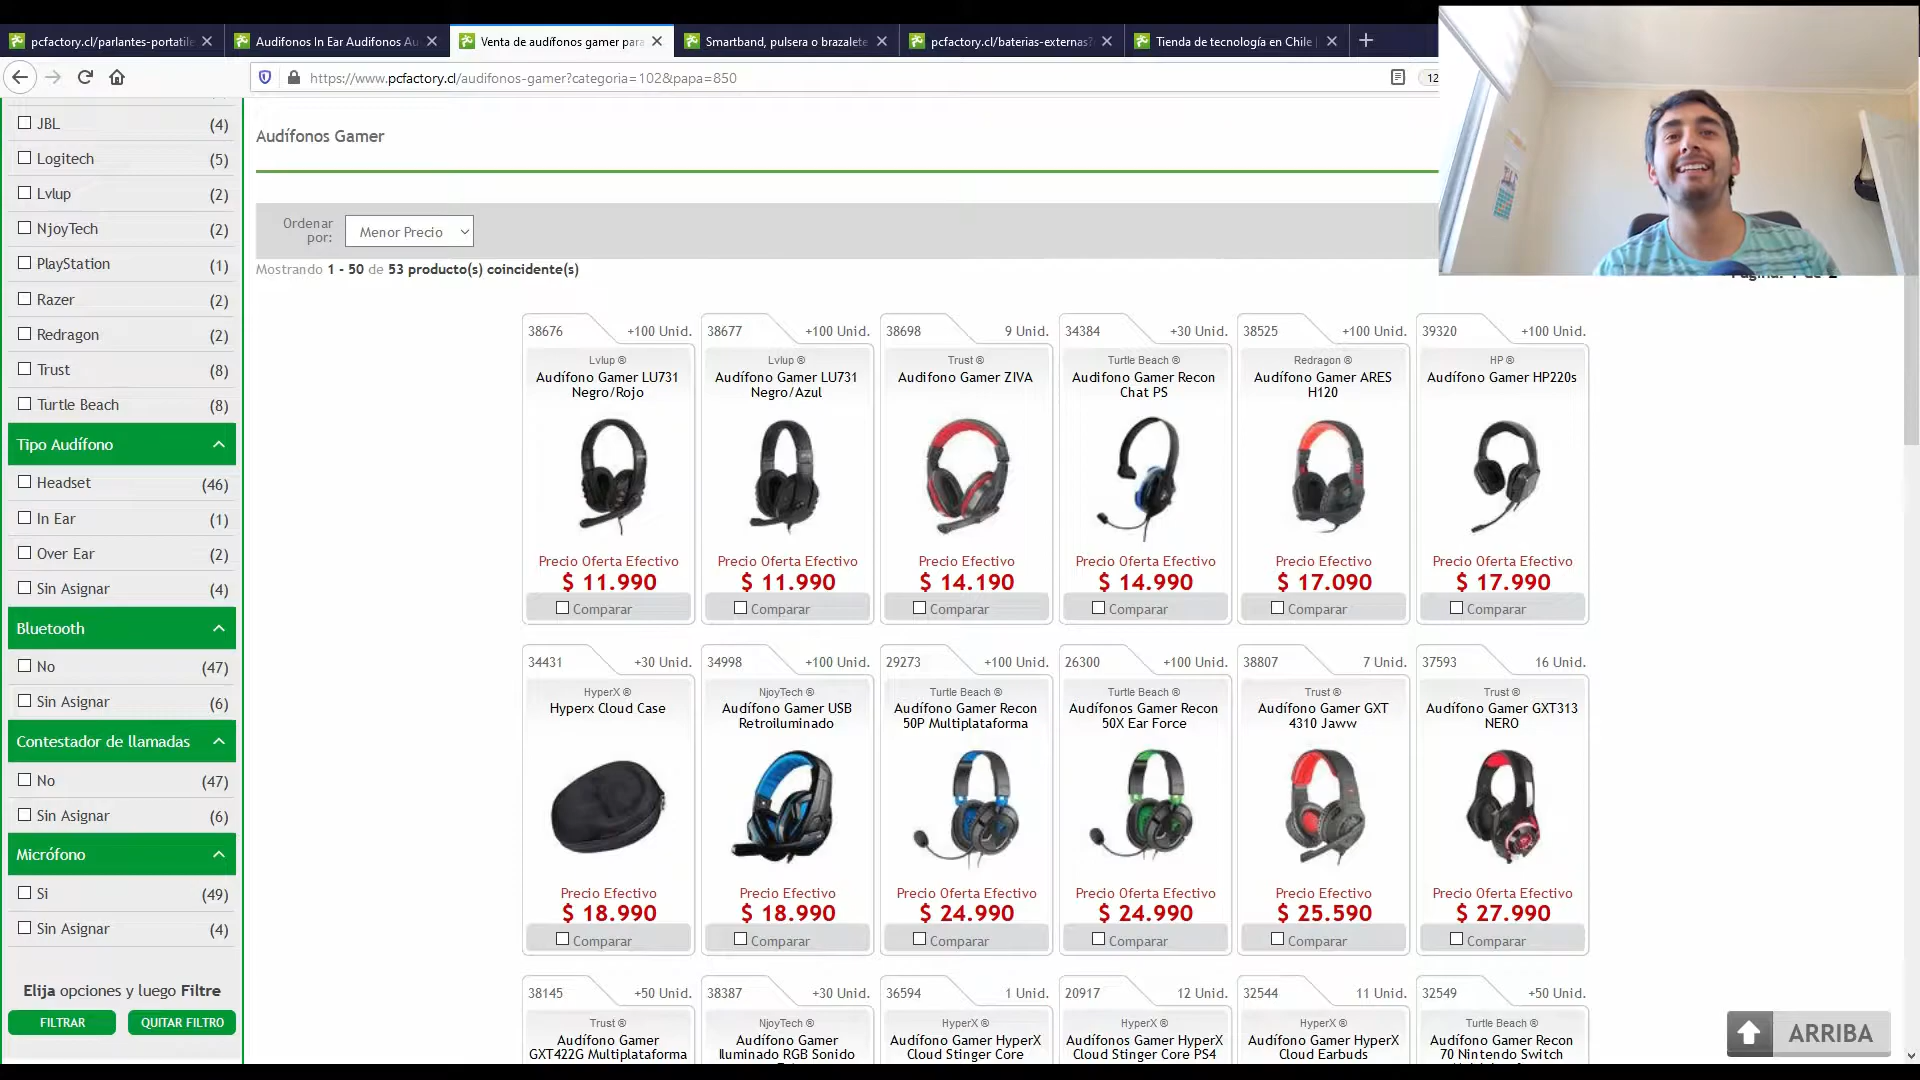 pcfactory.cl/parlantes-portatile
Audifonos In Ear Audifonos Au
Venta de audífonos gamer para
Smartband, pulsera o brazalete
pcfactory.cl/baterias-externas?
Tienda de tecnología en Chile
https://www.pcfactory.cl/audifonos-gamer?categoria=102&papa=850
12
JBL (4)
Logitech (5)
Lvlup (2)
NjoyTech (2)
PlayStation (1)
Razer (2)
Redragon (2)
Trust (8)
Turtle Beach (8)
Tipo Audífono
Headset (46)
In Ear (1)
Over Ear (2)
Sin Asignar (4)
Bluetooth
No (47)
Sin Asignar (6)
Contestador de llamadas
No (47)
Sin Asignar (6)
Micrófono
Si (49)
Sin Asignar (4)
Elija opciones y luego Filtre
FILTRAR QUITAR FILTRO
Audífonos Gamer
Ordenar
por:
Menor Precio
Mostrando 1 - 50 de 53 producto(s) coincidente(s)
38676 +100 Unid.
Lvlup ®
Audífono Gamer LU731
Negro/Rojo
Precio Oferta Efectivo
$ 11.990
Comparar
38677 +100 Unid.
Lvlup ®
Audífono Gamer LU731
Negro/Azul
Precio Oferta Efectivo
$ 11.990
Comparar
38698 9 Unid.
Trust ®
Audifono Gamer ZIVA
Precio Efectivo
$ 14.190
Comparar
34384 +30 Unid.
Turtle Beach ®
Audifono Gamer Recon
Chat PS
Precio Oferta Efectivo
$ 14.990
Comparar
38525 +100 Unid.
Redragon ®
Audífono Gamer ARES
H120
Precio Efectivo
$ 17.090
Comparar
39320 +100 Unid.
HP ®
Audífono Gamer HP220s
Precio Oferta Efectivo
$ 17.990
Comparar
34431 +30 Unid.
HyperX ®
Hyperx Cloud Case
Precio Efectivo
$ 18.990
Comparar
34998 +100 Unid.
NjoyTech ®
Audífono Gamer USB
Retroiluminado
Precio Efectivo
$ 18.990
Comparar
29273 +100 Unid.
Turtle Beach ®
Audífono Gamer Recon
50P Multiplataforma
Precio Oferta Efectivo
$ 24.990
Comparar
26300 +100 Unid.
Turtle Beach ®
Audífonos Gamer Recon
50X Ear Force
Precio Oferta Efectivo
$ 24.990
Comparar
38807 7 Unid.
Trust ®
Audífono Gamer GXT
4310 Jaww
Precio Efectivo
$ 25.590
Comparar
37593 16 Unid.
Trust ®
Audífono Gamer GXT313
NERO
Precio Oferta Efectivo
$ 27.990
Comparar
38145 +50 Unid.
Trust ®
Audífono Gamer
GXT422G Multiplataforma
38387 +30 Unid.
NjoyTech ®
Audífono Gamer
Iluminado RGB Sonido
36594 1 Unid.
HyperX ®
Audífono Gamer HyperX
Cloud Stinger Core
20917 12 Unid.
HyperX ®
Audífonos Gamer HyperX
Cloud Stinger Core PS4
32544 11 Unid.
HyperX ®
Audífono Gamer HyperX
Cloud Earbuds
32549 +50 Unid.
Turtle Beach ®
Audífono Gamer Recon
70 Nintendo Switch
ARRIBA